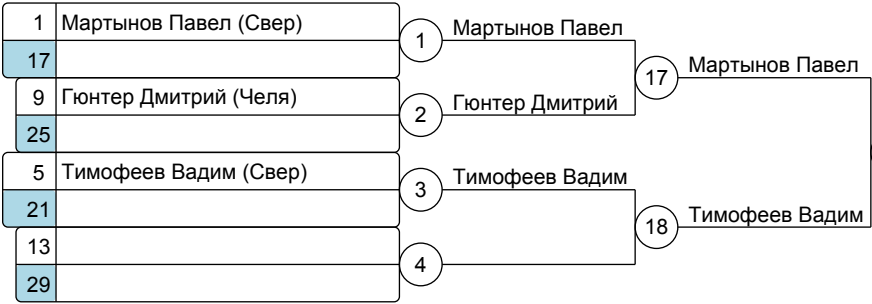 1 Мартынов Павел (Свер)
17
9 Гюнтер Дмитрий (Челя)
25
5 Тимофеев Вадим (Свер)
21
13
29
1 Мартынов Павел
2 Гюнтер Дмитрий
3 Тимофеев Вадим
4
17 Мартынов Павел
18 Тимофеев Вадим